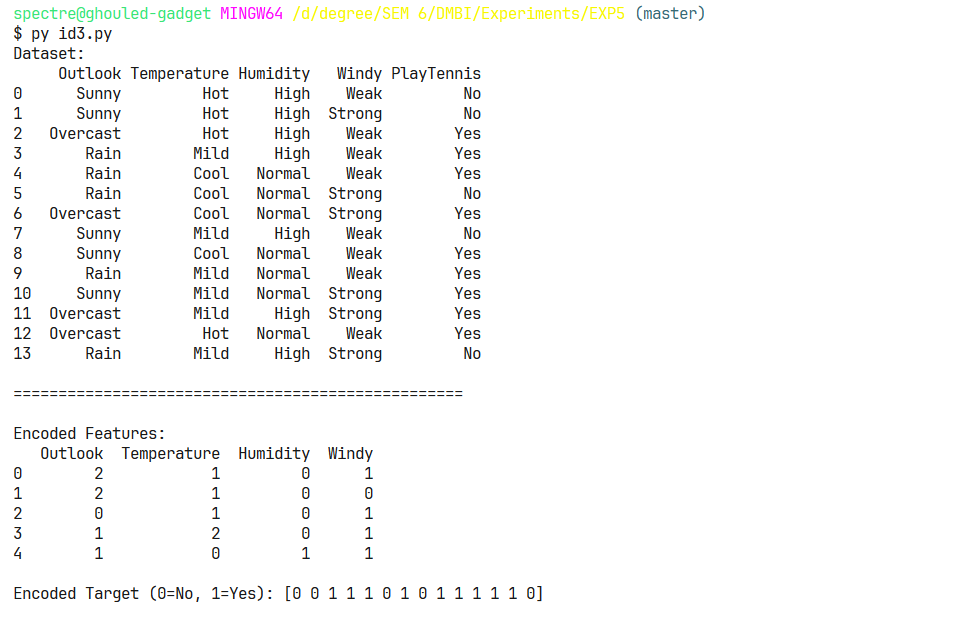 spectre@ghouled-gadget MINGW64 /d/degree/SEM 6/DMBI/Exper1ments/EXP5 (master)
$ py id3.py
Dataset:
     Outlook Temperature Humidity   Windy PlayTennis
0      Sunny         Hot     High    Weak         No
1      Sunny         Hot     High  Strong         No
2   Overcast         Hot     High    Weak        Yes
3       Rain        Mild     High    Weak        Yes
4       Rain        Cool   Normal    Weak        Yes
5       Rain        Cool   Normal  Strong         No
6   Overcast        Cool   Normal  Strong        Yes
7      Sunny        Mild     High    Weak         No
8      Sunny        Cool   Normal    Weak        Yes
9       Rain        Mild   Normal    Weak        Yes
10     Sunny        Mild   Normal  Strong        Yes
11  Overcast        Mild     High  Strong        Yes
12  Overcast         Hot   Normal    Weak        Yes
13      Rain        Mild     High  Strong         No
==================================================
Encoded Features:
   Outlook  Temperature  Humidity  Windy
0        2            1         0      1
1        2            1         0      0
2        0            1         0      1
3        1            2         0      1
4        1            0         1      1
Encoded Target (0=No, 1=Yes): [0 0 1 1 1 0 1 0 1 1 1 1 1 0]